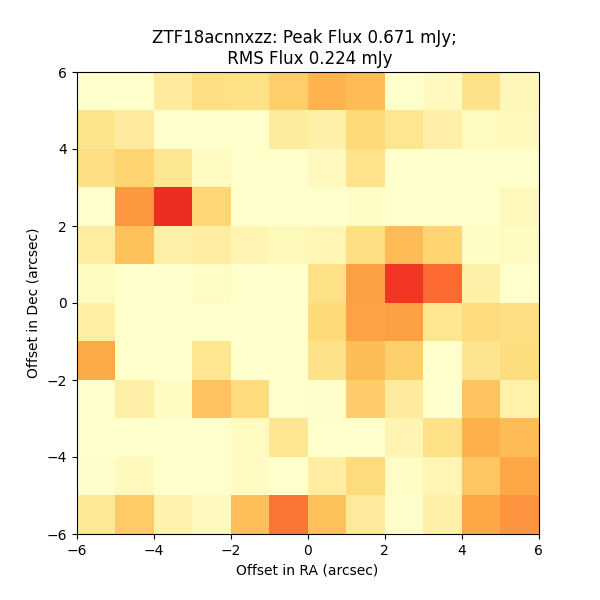 ZTF18acnnxzz: Peak Flux 0.671 mJy;
RMS Flux 0.224 mJy
6
4
2
0
−2
−4
−6
Offset in Dec (arcsec)
−6 −4 −2 0 2 4 6
Offset in RA (arcsec)